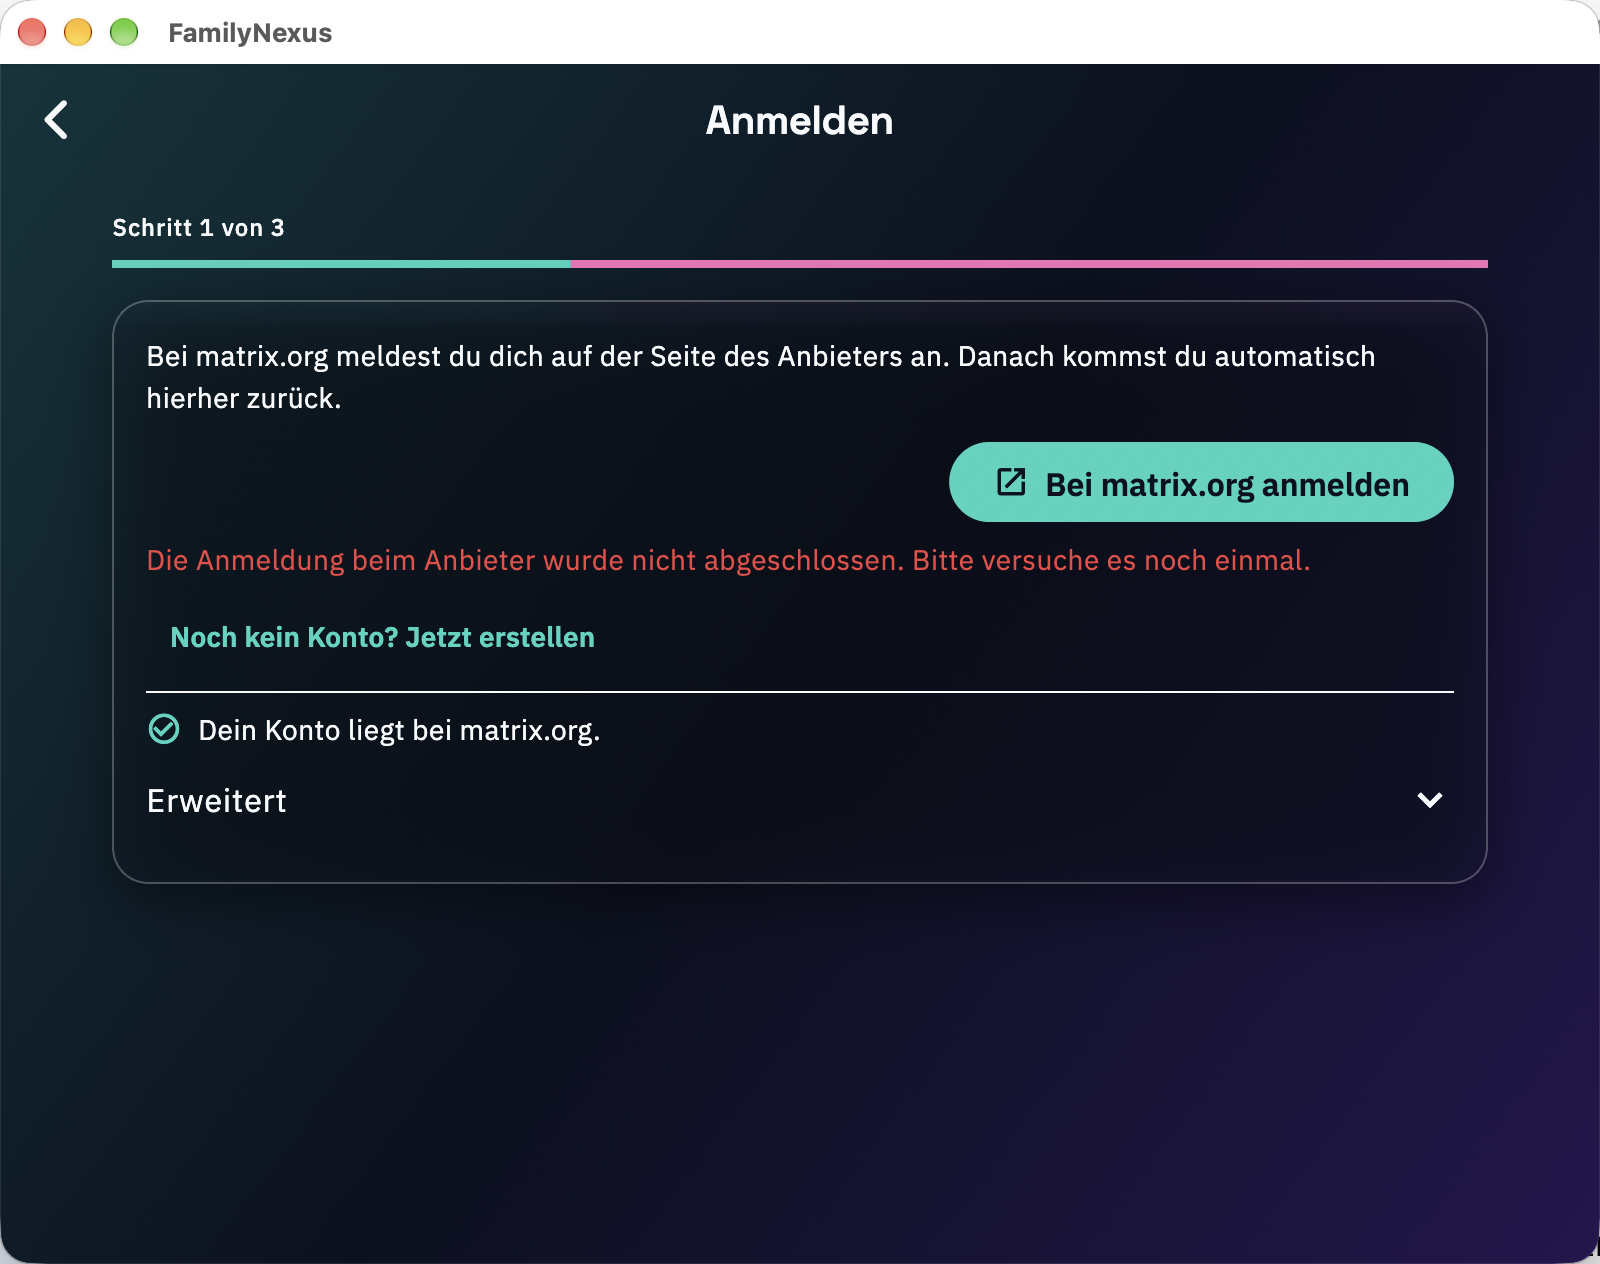 FamilyNexus
Anmelden
Schritt 1 von 3
Bei matrix.org meldest du dich auf der Seite des Anbieters an. Danach kommst du automatisch
hierher zurück.
Bei matrix.org anmelden
Die Anmeldung beim Anbieter wurde nicht abgeschlossen. Bitte versuche es noch einmal.
Noch kein Konto? Jetzt erstellen
Dein Konto liegt bei matrix.org.
Erweitert